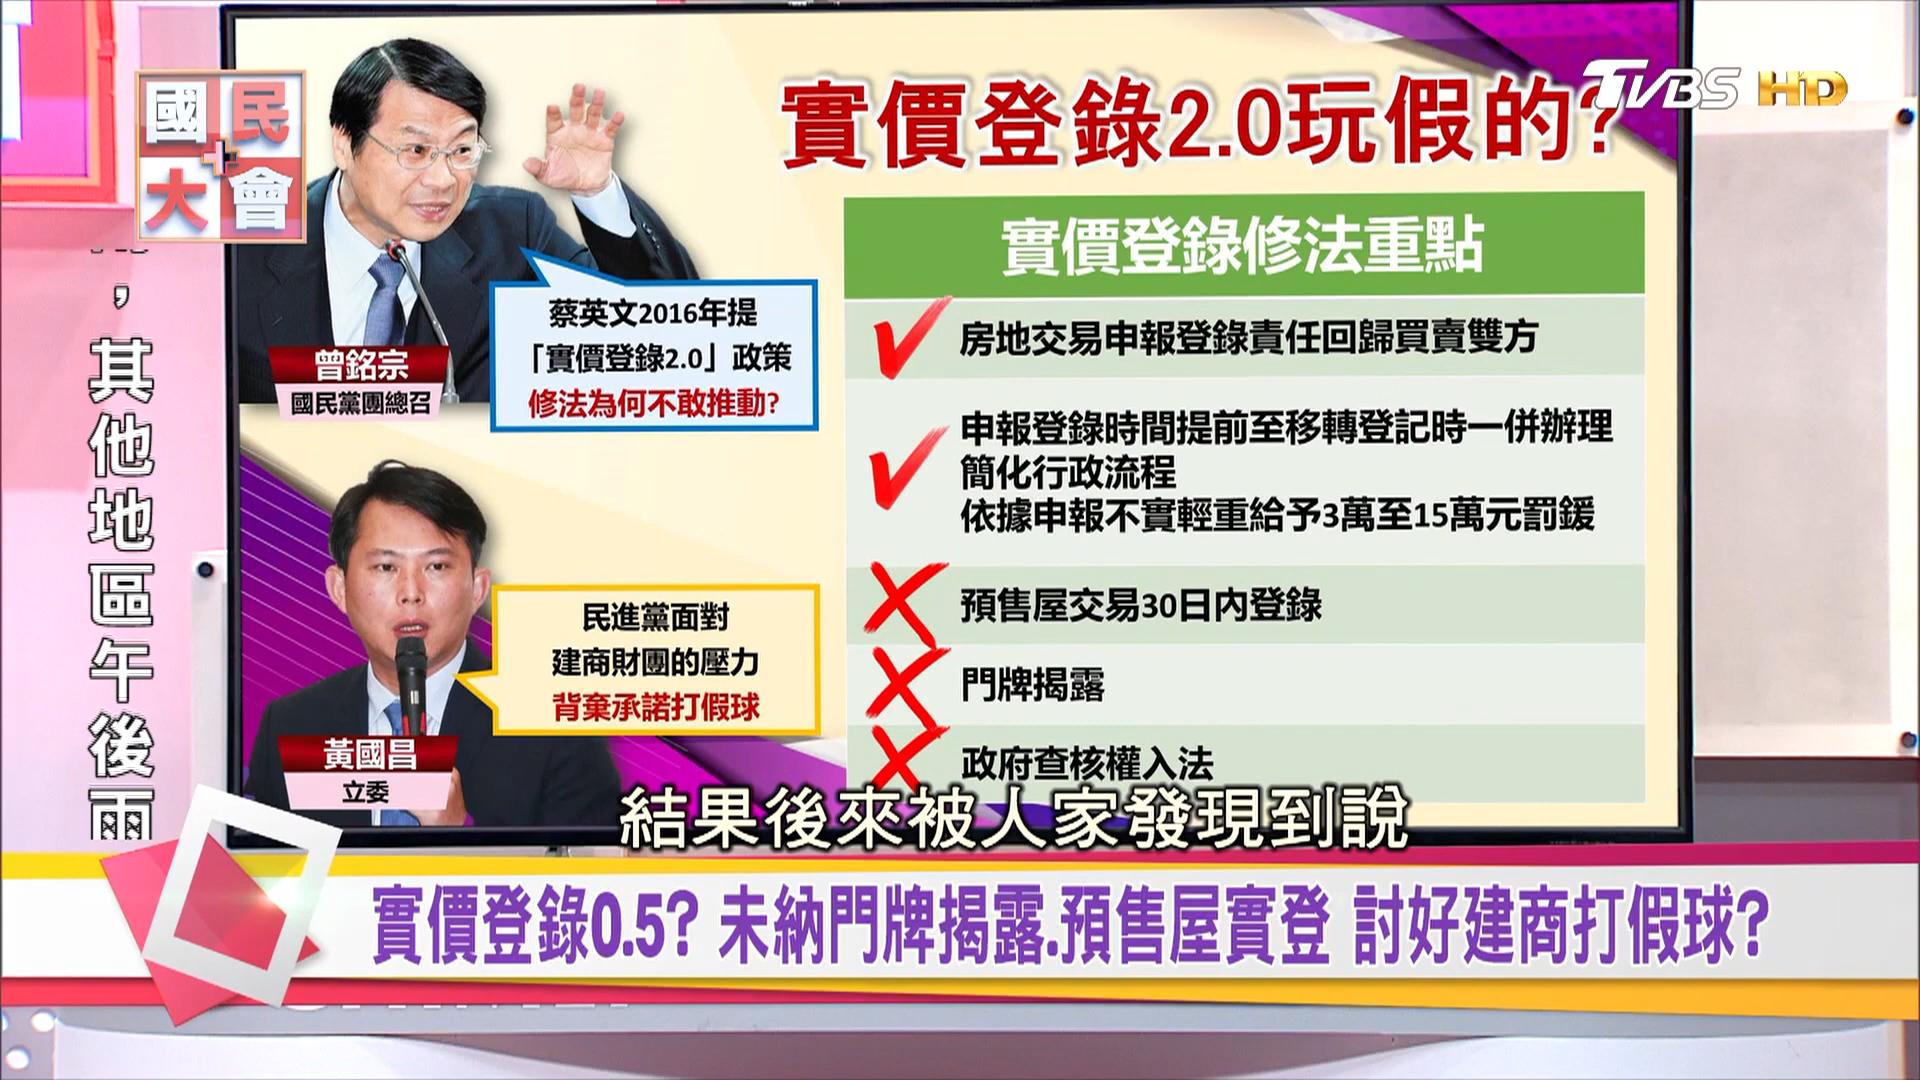 國民
大會
TVBS HD
，其他地區午後雨
實價登錄2.0玩假的?
蔡英文2016年提
「實價登錄2.0」政策
修法為何不敢推動?
曾銘宗
國民黨團總召
民進黨面對
建商財團的壓力
背棄承諾打假球
黃國昌
立委
實價登錄修法重點
房地交易申報登錄責任回歸買賣雙方
申報登錄時間提前至移轉登記時一併辦理
簡化行政流程
依據申報不實輕重給予3萬至15萬元罰鍰
預售屋交易30日內登錄
門牌揭露
政府查核權入法
結果後來被人家發現到說
實價登錄0.5? 未納門牌揭露.預售屋實登 討好建商打假球?